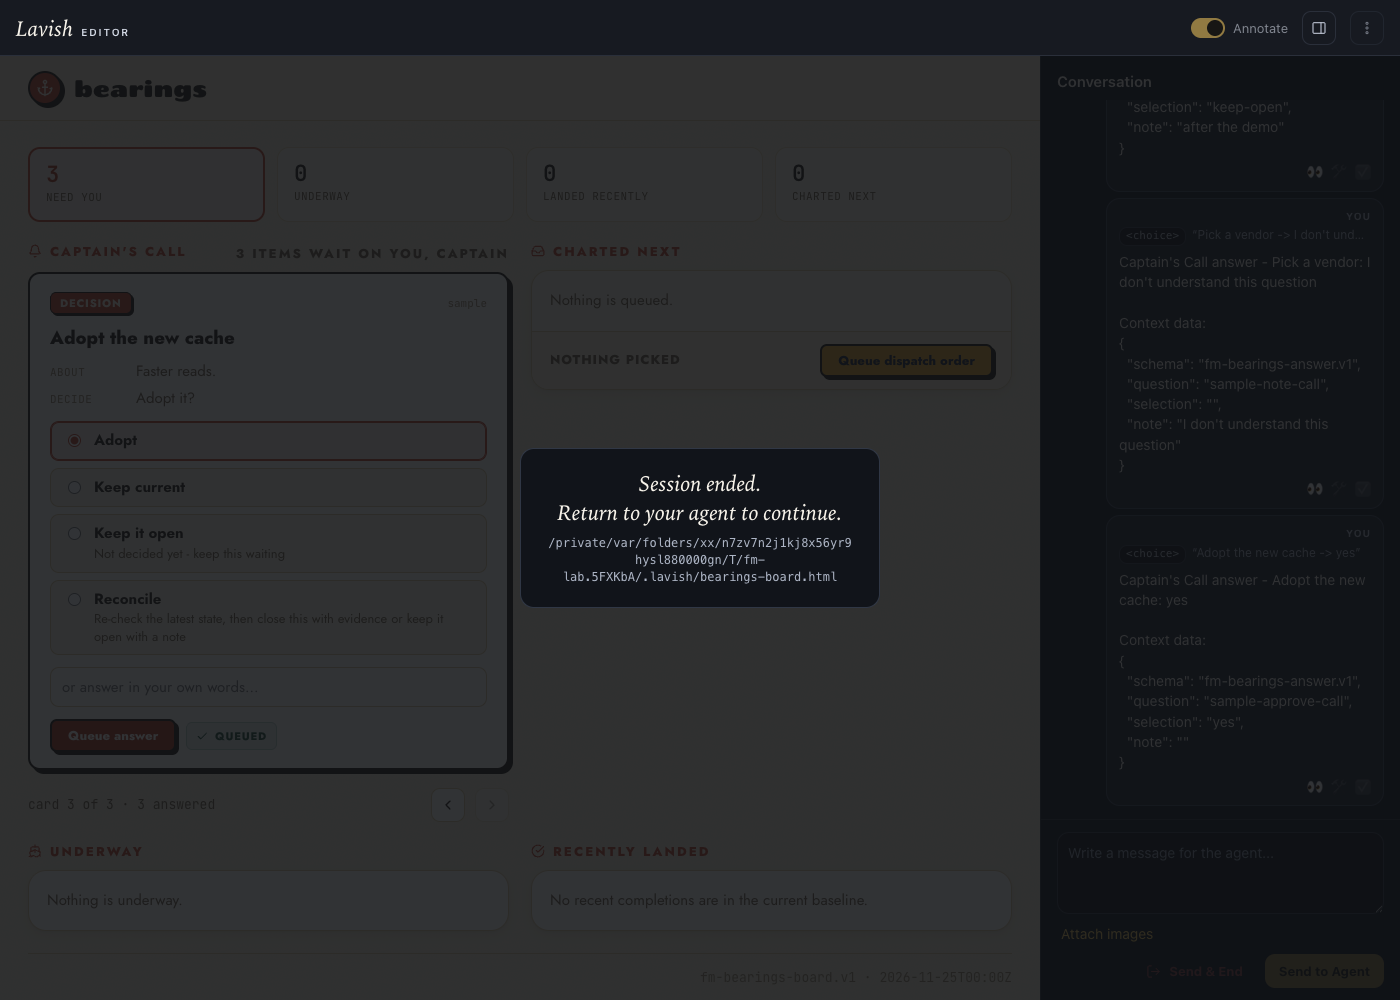 Lavish EDITOR
Annotate
bearings
3
NEED YOU
0
UNDERWAY
0
LANDED RECENTLY
0
CHARTED NEXT
CAPTAIN'S CALL
3 ITEMS WAIT ON YOU, CAPTAIN
DECISION
sample
Adopt the new cache
ABOUT Faster reads.
DECIDE Adopt it?
Adopt
Keep current
Keep it open
Not decided yet - keep this waiting
Reconcile
Re-check the latest state, then close this with evidence or keep it
open with a note
or answer in your own words...
Queue answer
✓ QUEUED
card 3 of 3 · 3 answered
CHARTED NEXT
Nothing is queued.
NOTHING PICKED
Queue dispatch order
Session ended.
Return to your agent to continue.
/private/var/folders/xx/n7zv7n2j1kj8x56yr9
hysl880000gn/T/fm-
lab.5FXKbA/.lavish/bearings-board.html
UNDERWAY
Nothing is underway.
RECENTLY LANDED
No recent completions are in the current baseline.
fm-bearings-board.v1 · 2026-11-25T00:00Z
Conversation
"selection": "keep-open",
"note": "after the demo"
}
YOU
<choice> "Pick a vendor -> I don't und...
Captain's Call answer - Pick a vendor: I
don't understand this question
Context data:
{
"schema": "fm-bearings-answer.v1",
"question": "sample-note-call",
"selection": "",
"note": "I don't understand this
question"
}
YOU
<choice> "Adopt the new cache -> yes"
Captain's Call answer - Adopt the new
cache: yes
Context data:
{
"schema": "fm-bearings-answer.v1",
"question": "sample-approve-call",
"selection": "yes",
"note": ""
}
Write a message for the agent...
Attach images
Send & End
Send to Agent